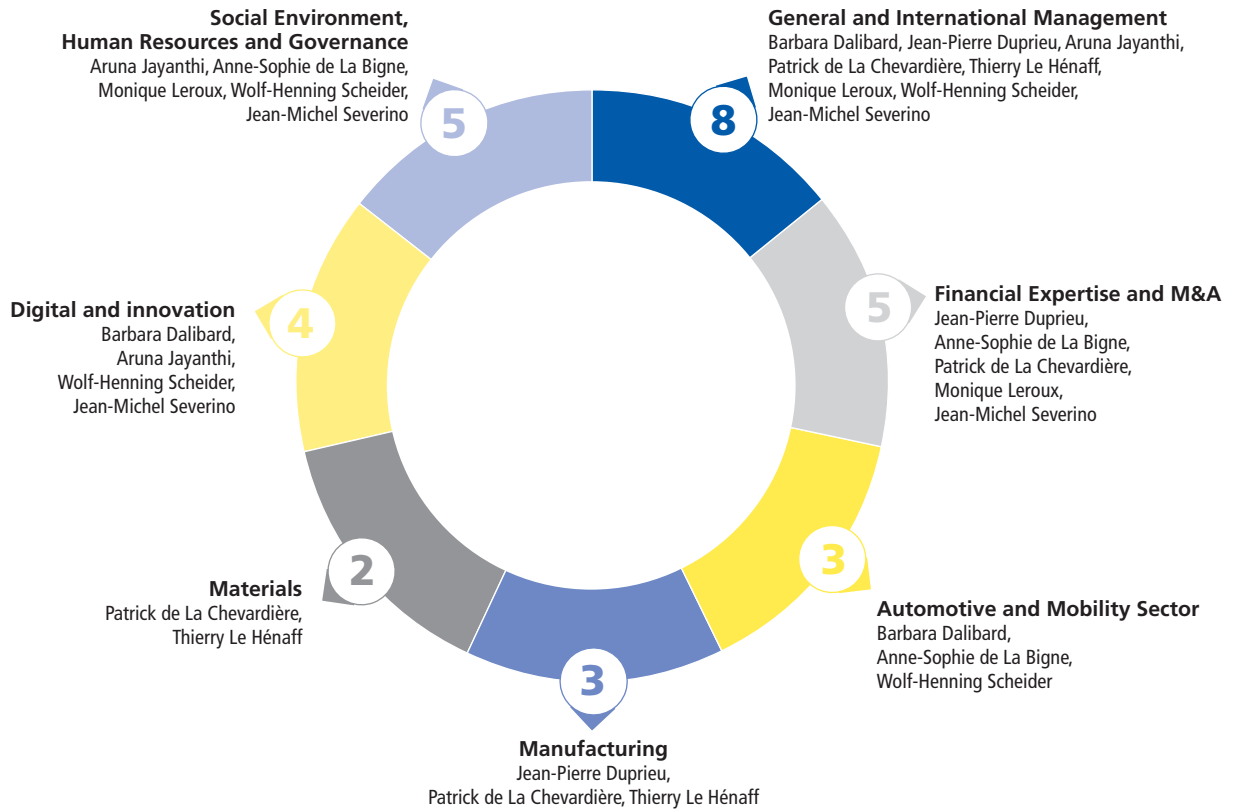 Social Environment,
Human Resources and Governance
Aruna Jayanthi, Anne-Sophie de La Bigne,
Monique Leroux, Wolf-Henning Scheider,
Jean-Michel Severino
5
General and International Management
Barbara Dalibard, Jean-Pierre Duprieu, Aruna Jayanthi,
Patrick de La Chevardière, Thierry Le Hénaff,
Monique Leroux, Wolf-Henning Scheider,
Jean-Michel Severino
8
Digital and innovation
Barbara Dalibard,
Aruna Jayanthi,
Wolf-Henning Scheider,
Jean-Michel Severino
4
Financial Expertise and M&A
Jean-Pierre Duprieu,
Anne-Sophie de La Bigne,
Patrick de La Chevardière,
Monique Leroux,
Jean-Michel Severino
5
Materials
Patrick de La Chevardière,
Thierry Le Hénaff
2
Automotive and Mobility Sector
Barbara Dalibard,
Anne-Sophie de La Bigne,
Wolf-Henning Scheider
3
3
Manufacturing
Jean-Pierre Duprieu,
Patrick de La Chevardière, Thierry Le Hénaff